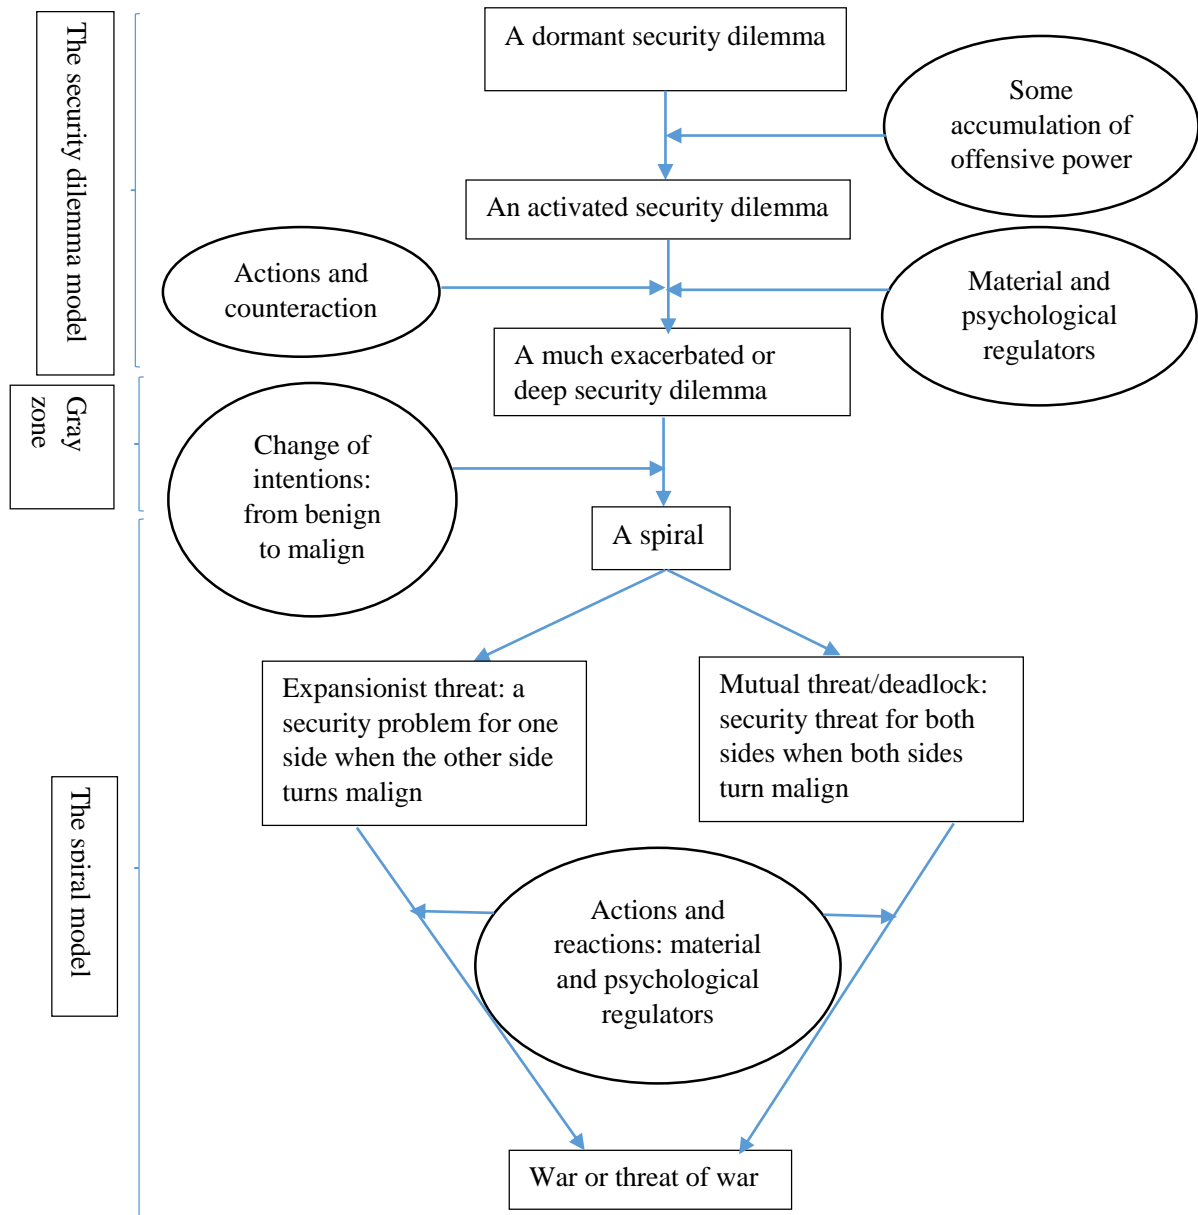 The security dilemma model
A dormant security dilemma
Some
accumulation of
offensive power
An activated security dilemma
Actions and
counteraction
Material and
psychological
regulators
A much exacerbated or
deep security dilemma
Gray
zone
Change of
intentions:
from benign
to malign
A spiral
Expansionist threat: a
security problem for one
side when the other side
turns malign
Mutual threat/deadlock:
security threat for both
sides when both sides
turn malign
The spiral model
Actions and
reactions: material
and psychological
regulators
War or threat of war